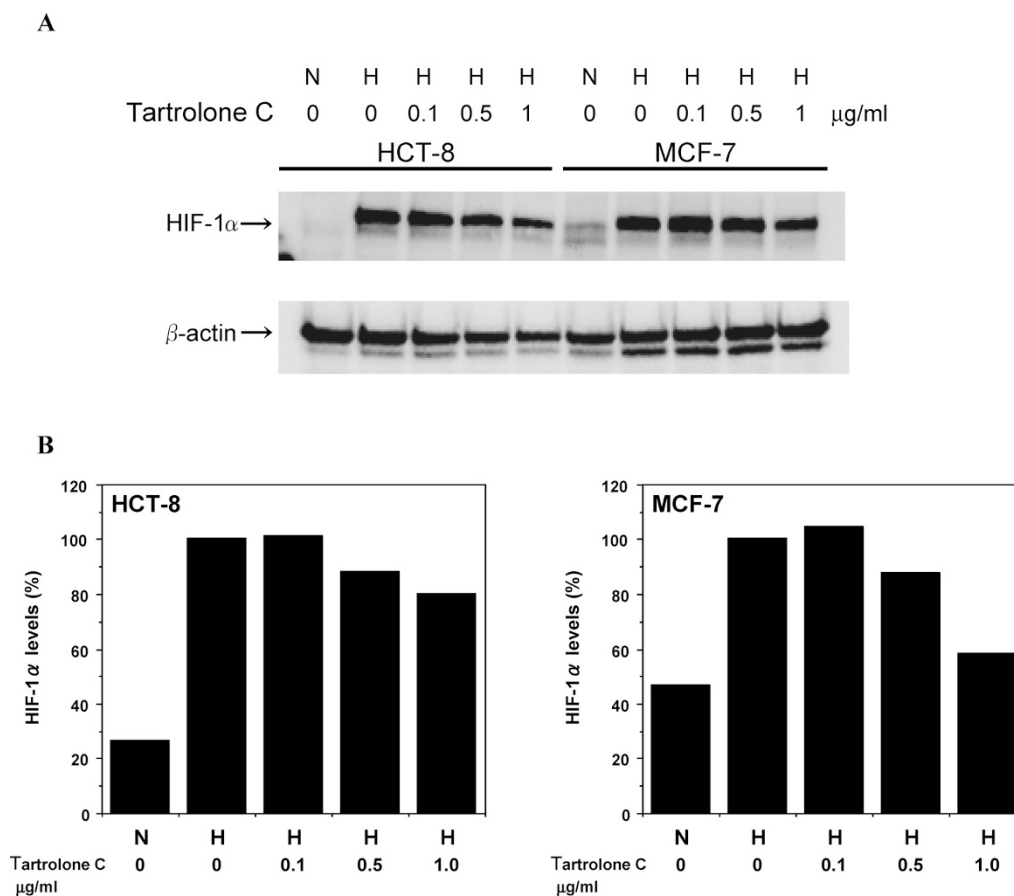 A
N H H H H N H H H H
Tartrolone C 0 0 0.1 0.5 1 0 0 0.1 0.5 1 μg/ml
HCT-8 MCF-7
HIF-1α→
β-actin→
B
HCT-8
HIF-1α levels (%)
120
100
80
60
40
20
0
N H H H H
Tartrolone C 0 0 0.1 0.5 1.0
μg/ml
MCF-7
HIF-1α levels (%)
120
100
80
60
40
20
0
N H H H H
Tartrolone C 0 0 0.1 0.5 1.0
μg/ml